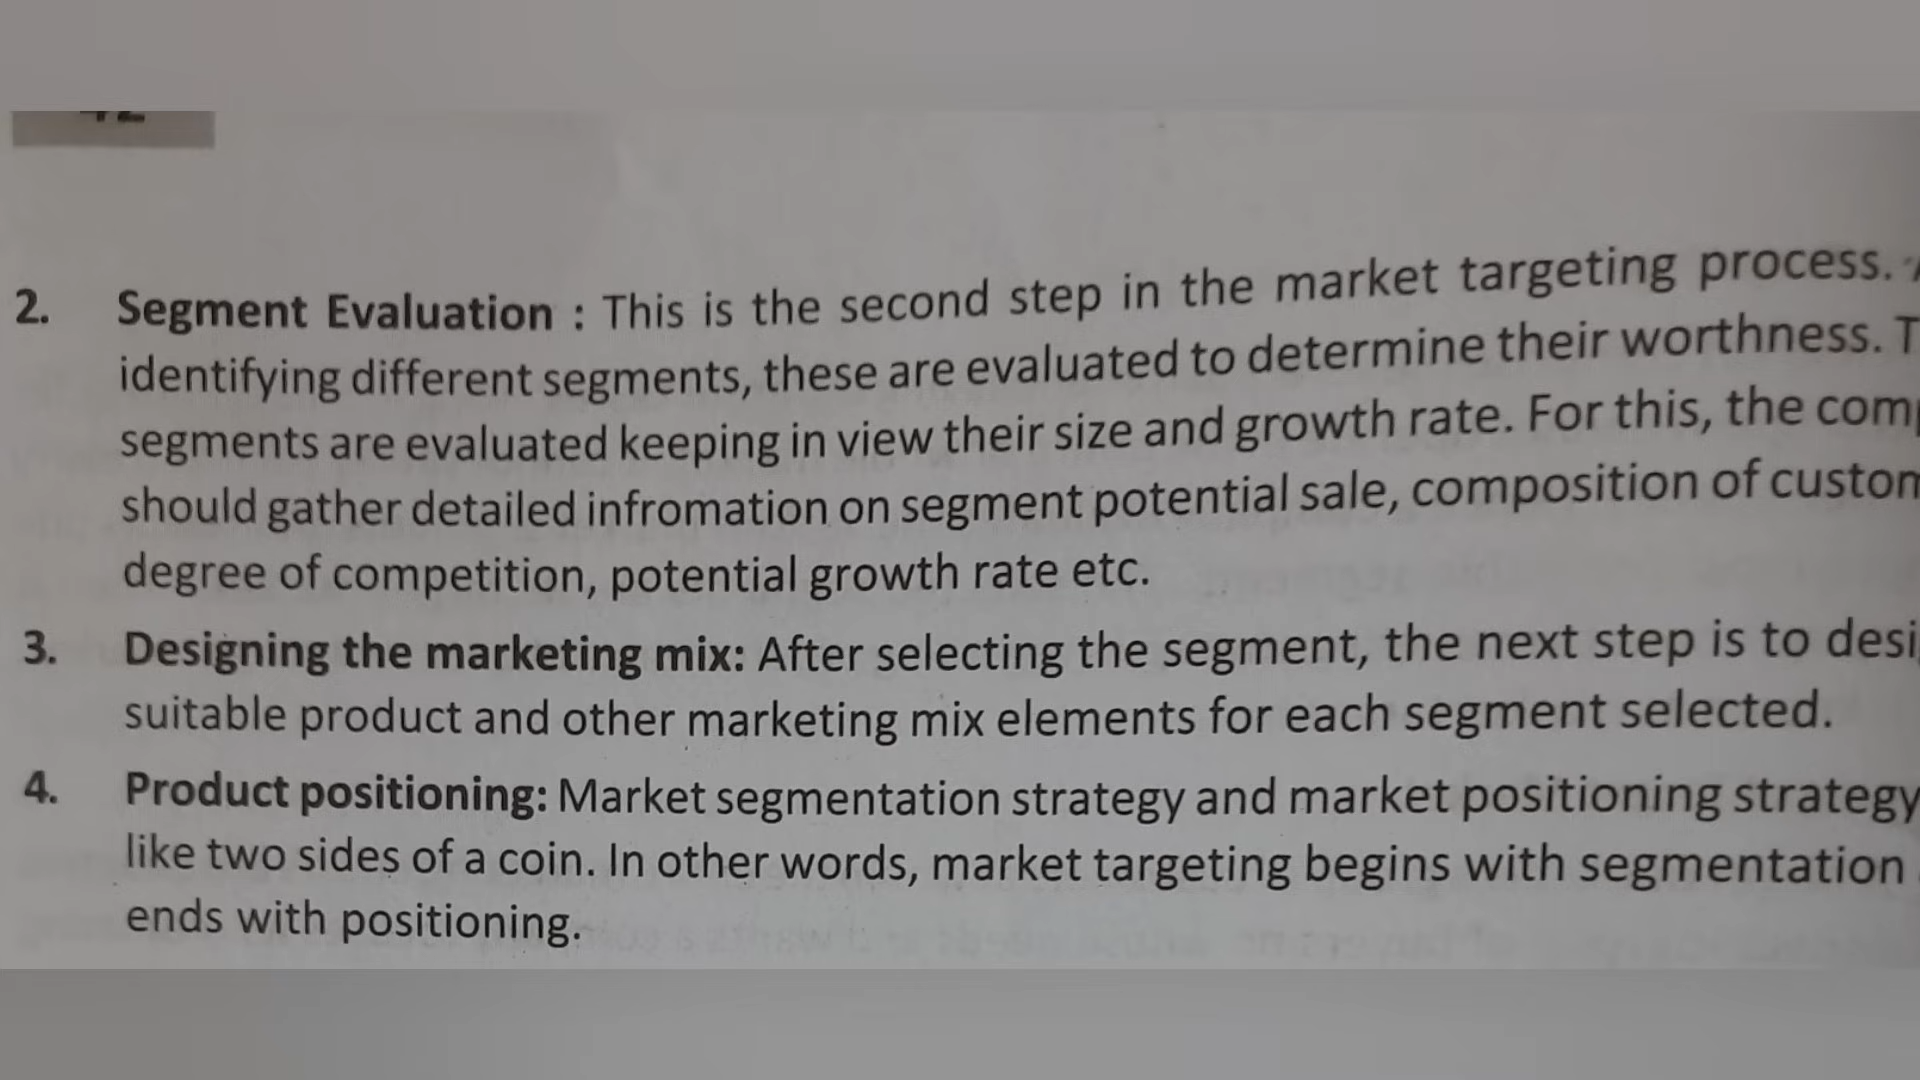 2. Segment Evaluation : This is the second step in the market targeting process.
identifying different segments, these are evaluated to determine their worthness.
segments are evaluated keeping in view their size and growth rate. For this, the
should gather detailed infromation on segment potential sale, composition of
degree of competition, potential growth rate etc.
3. Designing the marketing mix: After selecting the segment, the next step is to
suitable product and other marketing mix elements for each segment selected.
4. Product positioning: Market segmentation strategy and market positioning strategy
like two sides of a coin. In other words, market targeting begins with segmentation
ends with positioning.